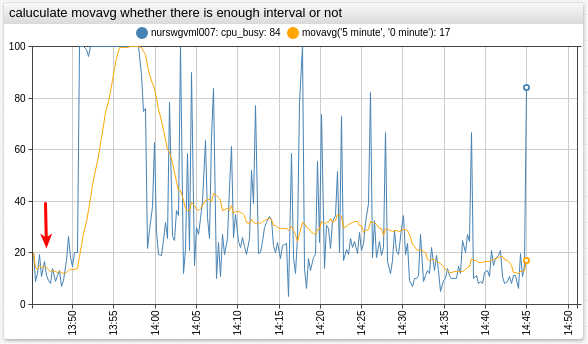 caluculate movavg whether there is enough interval or not
nurswgvml007: cpu_busy: 84 movavg('5 minute', '0 minute'): 17
100
80
60
40
20
0
13:50 13:55 14:00 14:05 14:10 14:15 14:20 14:25 14:30 14:35 14:40 14:45 14:50